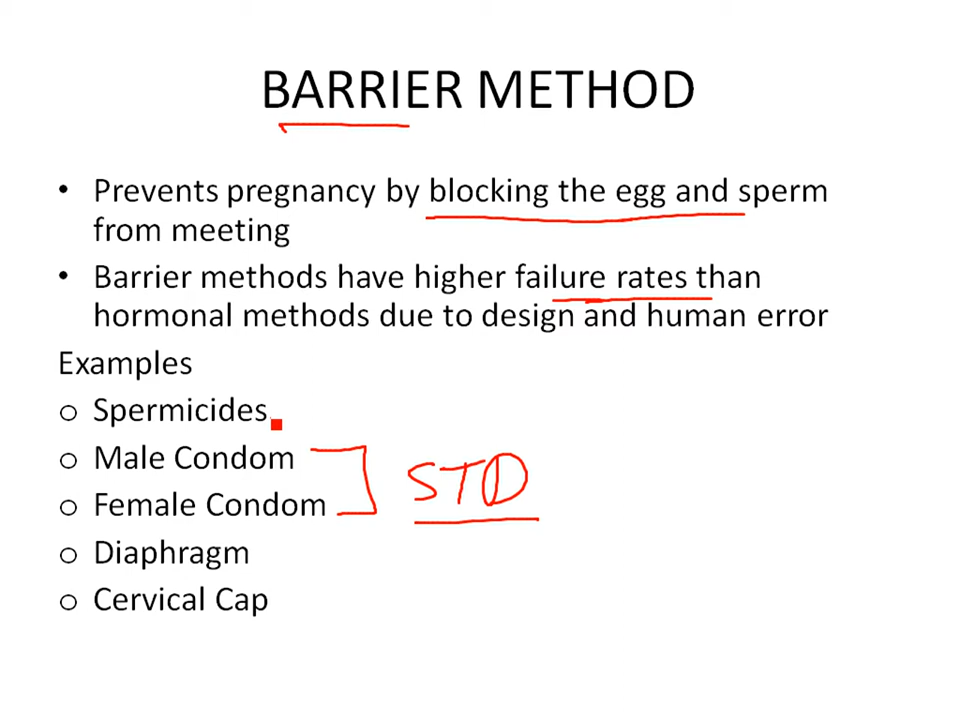 BARRIER METHOD
• Prevents pregnancy by blocking the egg and sperm
from meeting
• Barrier methods have higher failure rates than
hormonal methods due to design and human error
Examples
o Spermicides
o Male Condom
o Female Condom
STD
o Diaphragm
o Cervical Cap